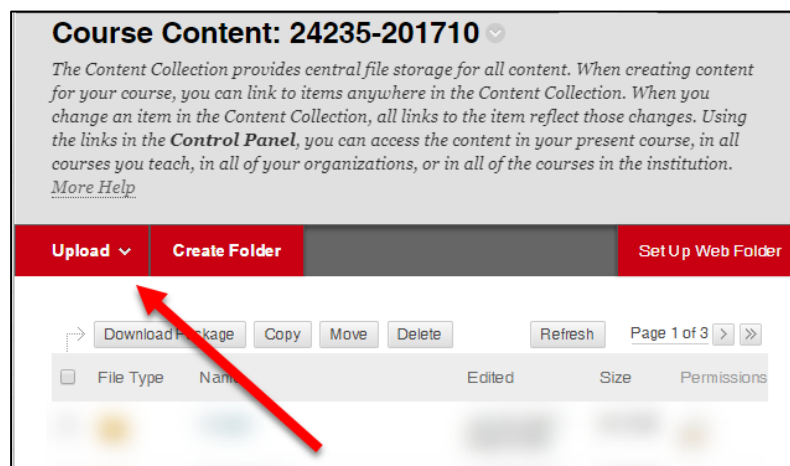 Course Content: 24235-201710
The Content Collection provides central file storage for all content. When creating content
for your course, you can link to items anywhere in the Content Collection. When you
change an item in the Content Collection, all links to the item reflect those changes. Using
the links in the Control Panel, you can access the content in your present course, in all
courses you teach, in all of your organizations, or in all of the courses in the institution.
More Help
Upload Create Folder Set Up Web Folder
Download Package Copy Move Delete Refresh Page 1 of 3
File Type Name Edited Size Permissions